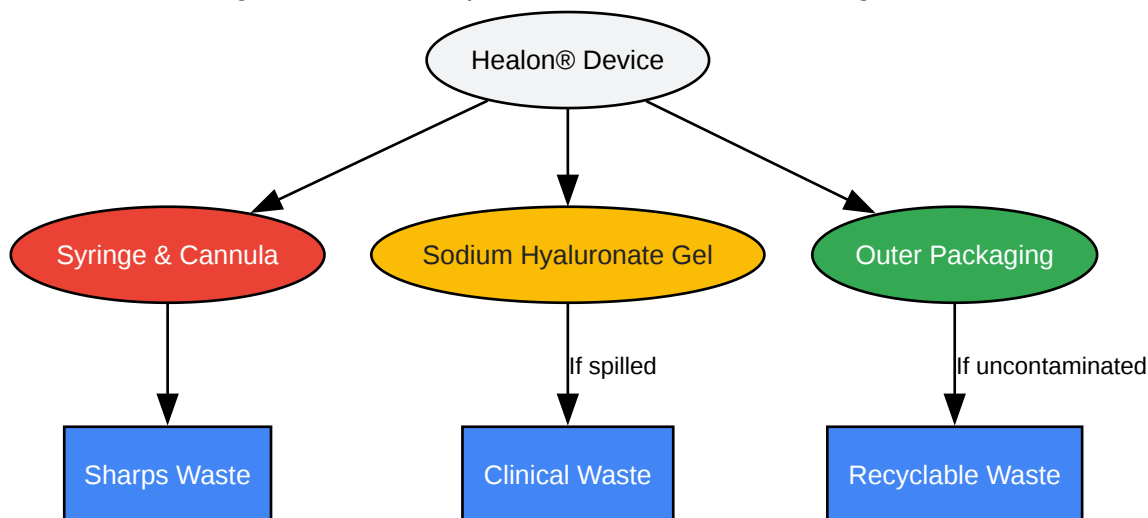 Healon® Device
Syringe & Cannula
Sodium Hyaluronate Gel
Outer Packaging
If spilled
If uncontaminated
Sharps Waste
Clinical Waste
Recyclable Waste